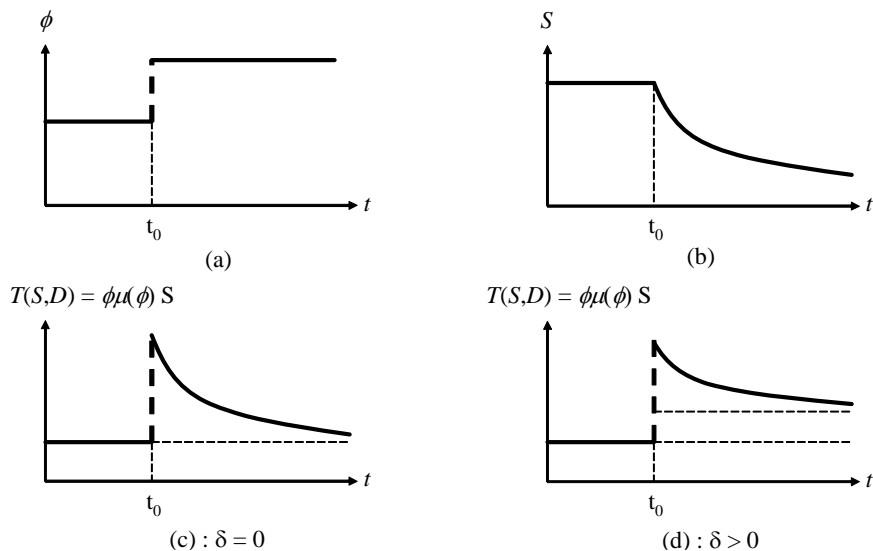 ϕ
S
t
t
t₀
t₀
(a)
(b)
T(S,D) = ϕμ(ϕ) S
T(S,D) = ϕμ(ϕ) S
t
t
t₀
t₀
(c) : δ = 0
(d) : δ > 0